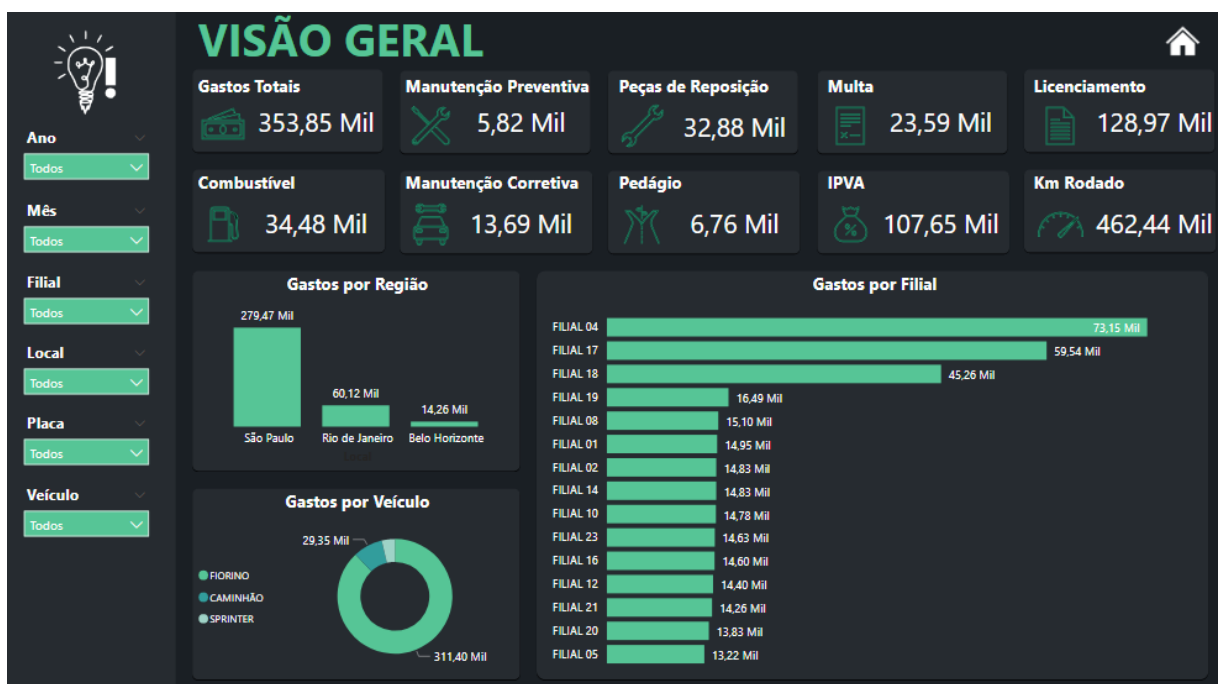 VISÃO GERAL
Gastos Totais
353,85 Mil
Manutenção Preventiva
5,82 Mil
Peças de Reposição
32,88 Mil
Multa
23,59 Mil
Licenciamento
128,97 Mil
Combustível
34,48 Mil
Manutenção Corretiva
13,69 Mil
Pedágio
6,76 Mil
IPVA
107,65 Mil
Km Rodado
462,44 Mil
Ano
Todos
Mês
Todos
Filial
Todos
Local
Todos
Placa
Todos
Veículo
Todos
Gastos por Região
279,47 Mil
60,12 Mil
14,26 Mil
São Paulo
Rio de Janeiro
Belo Horizonte
Local
Gastos por Veículo
29,35 Mil
FIORINO
CAMINHÃO
SPRINTER
311,40 Mil
Gastos por Filial
FILIAL 04 73,15 Mil
FILIAL 17 59,54 Mil
FILIAL 18 45,26 Mil
FILIAL 19 16,49 Mil
FILIAL 08 15,10 Mil
FILIAL 01 14,95 Mil
FILIAL 02 14,83 Mil
FILIAL 14 14,83 Mil
FILIAL 10 14,78 Mil
FILIAL 23 14,63 Mil
FILIAL 16 14,60 Mil
FILIAL 12 14,40 Mil
FILIAL 21 14,26 Mil
FILIAL 20 13,83 Mil
FILIAL 05 13,22 Mil